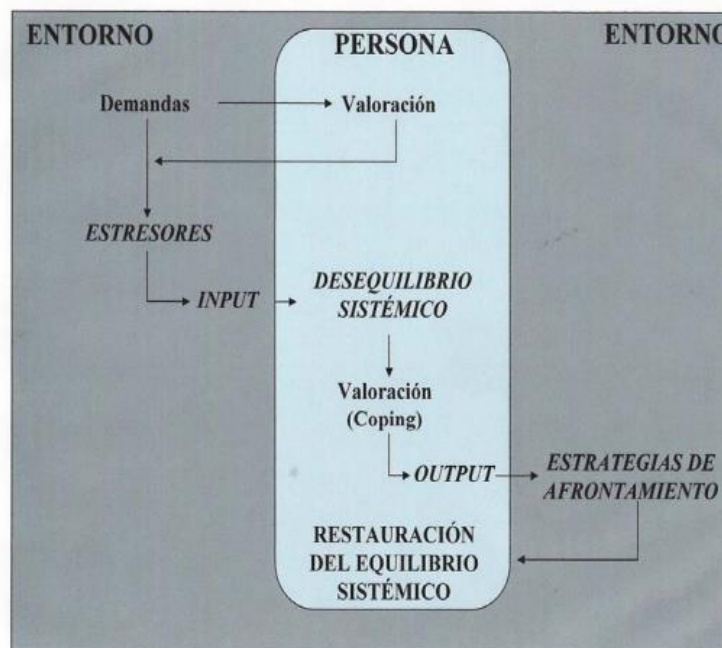 ENTORNO
PERSONA
ENTORNO
Demandas
Valoración
ESTRESORES
INPUT
DESEQUILIBRIO
SISTÉMICO
Valoración
(Coping)
OUTPUT
ESTRATEGIAS DE
AFRONTAMIENTO
RESTAURACIÓN
DEL EQUILIBRIO
SISTÉMICO